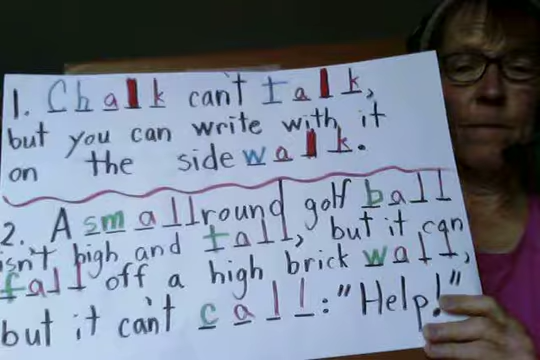 1. Chalk can't talk,
but you can write with it
on the sidewalk.
2. A small round golf ball
isn't high and tall, but it can
fall off a high brick wall,
but it can't call: "Help!"